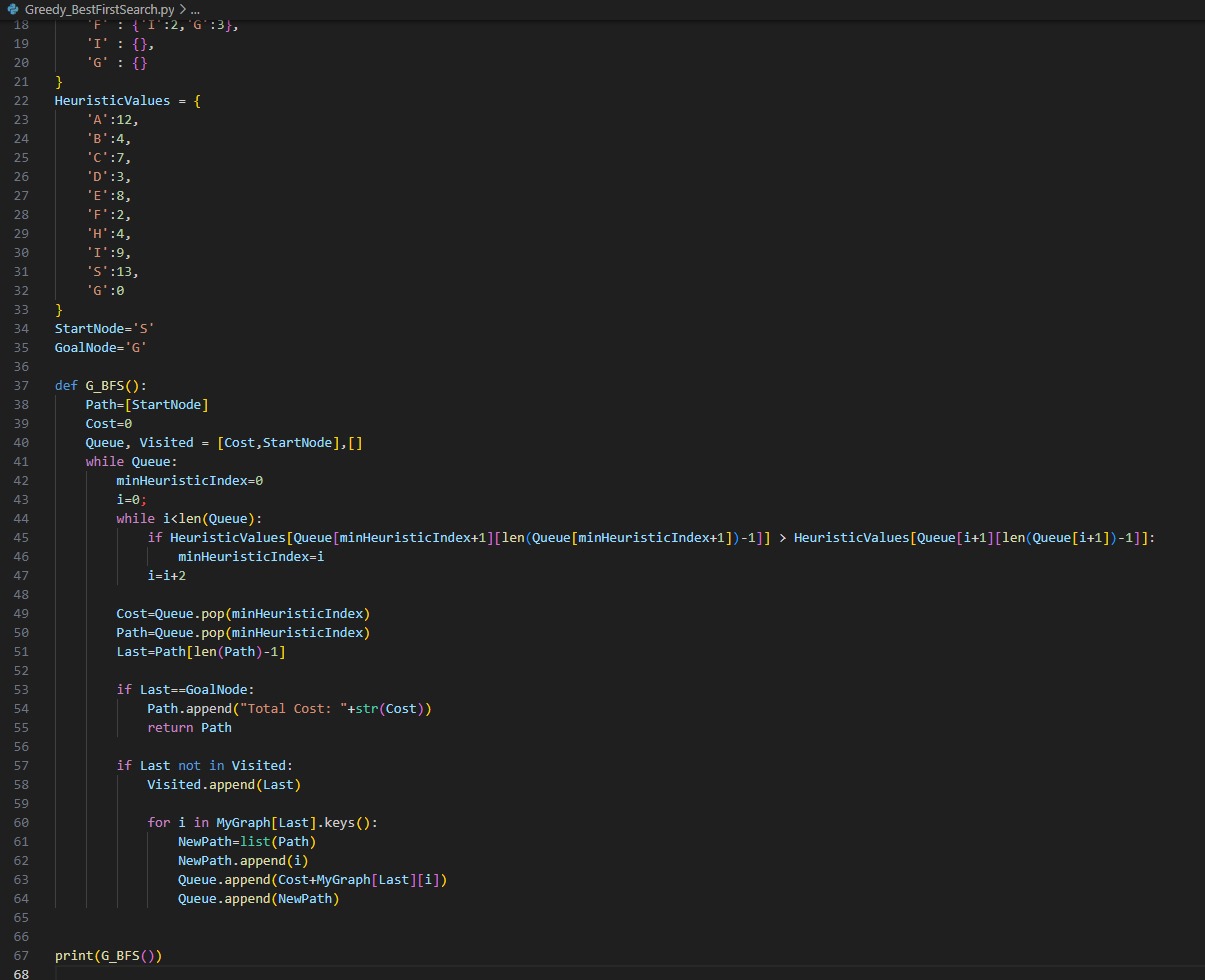 Greedy_BestFirstSearch.py > ...
18 'F' : {'I':2,'G':3},
19 'I' : {},
20 'G' : {}
21 }
22 HeuristicValues = {
23 'A':12,
24 'B':4,
25 'C':7,
26 'D':3,
27 'E':8,
28 'F':2,
29 'H':4,
30 'I':9,
31 'S':13,
32 'G':0
33 }
34 StartNode='S'
35 GoalNode='G'
36
37 def G_BFS():
38 Path=[StartNode]
39 Cost=0
40 Queue, Visited = [Cost,StartNode],[]
41 while Queue:
42 minHeuristicIndex=0
43 i=0;
44 while i<len(Queue):
45 if HeuristicValues[Queue[minHeuristicIndex+1][len(Queue[minHeuristicIndex+1])-1]] > HeuristicValues[Queue[i+1][len(Queue[i+1])-1]]:
46 minHeuristicIndex=i
47 i=i+2
48
49 Cost=Queue.pop(minHeuristicIndex)
50 Path=Queue.pop(minHeuristicIndex)
51 Last=Path[len(Path)-1]
52
53 if Last==GoalNode:
54 Path.append("Total Cost: "+str(Cost))
55 return Path
56
57 if Last not in Visited:
58 Visited.append(Last)
59
60 for i in MyGraph[Last].keys():
61 NewPath=list(Path)
62 NewPath.append(i)
63 Queue.append(Cost+MyGraph[Last][i])
64 Queue.append(NewPath)
65
66
67 print(G_BFS())
68